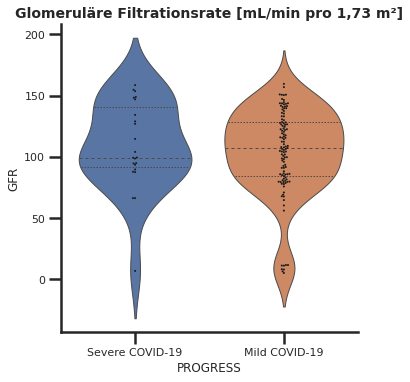 Glomeruläre Filtrationsrate [mL/min pro 1,73 m²]
200
150
100
50
0
GFR
Severe COVID-19 Mild COVID-19
PROGRESS